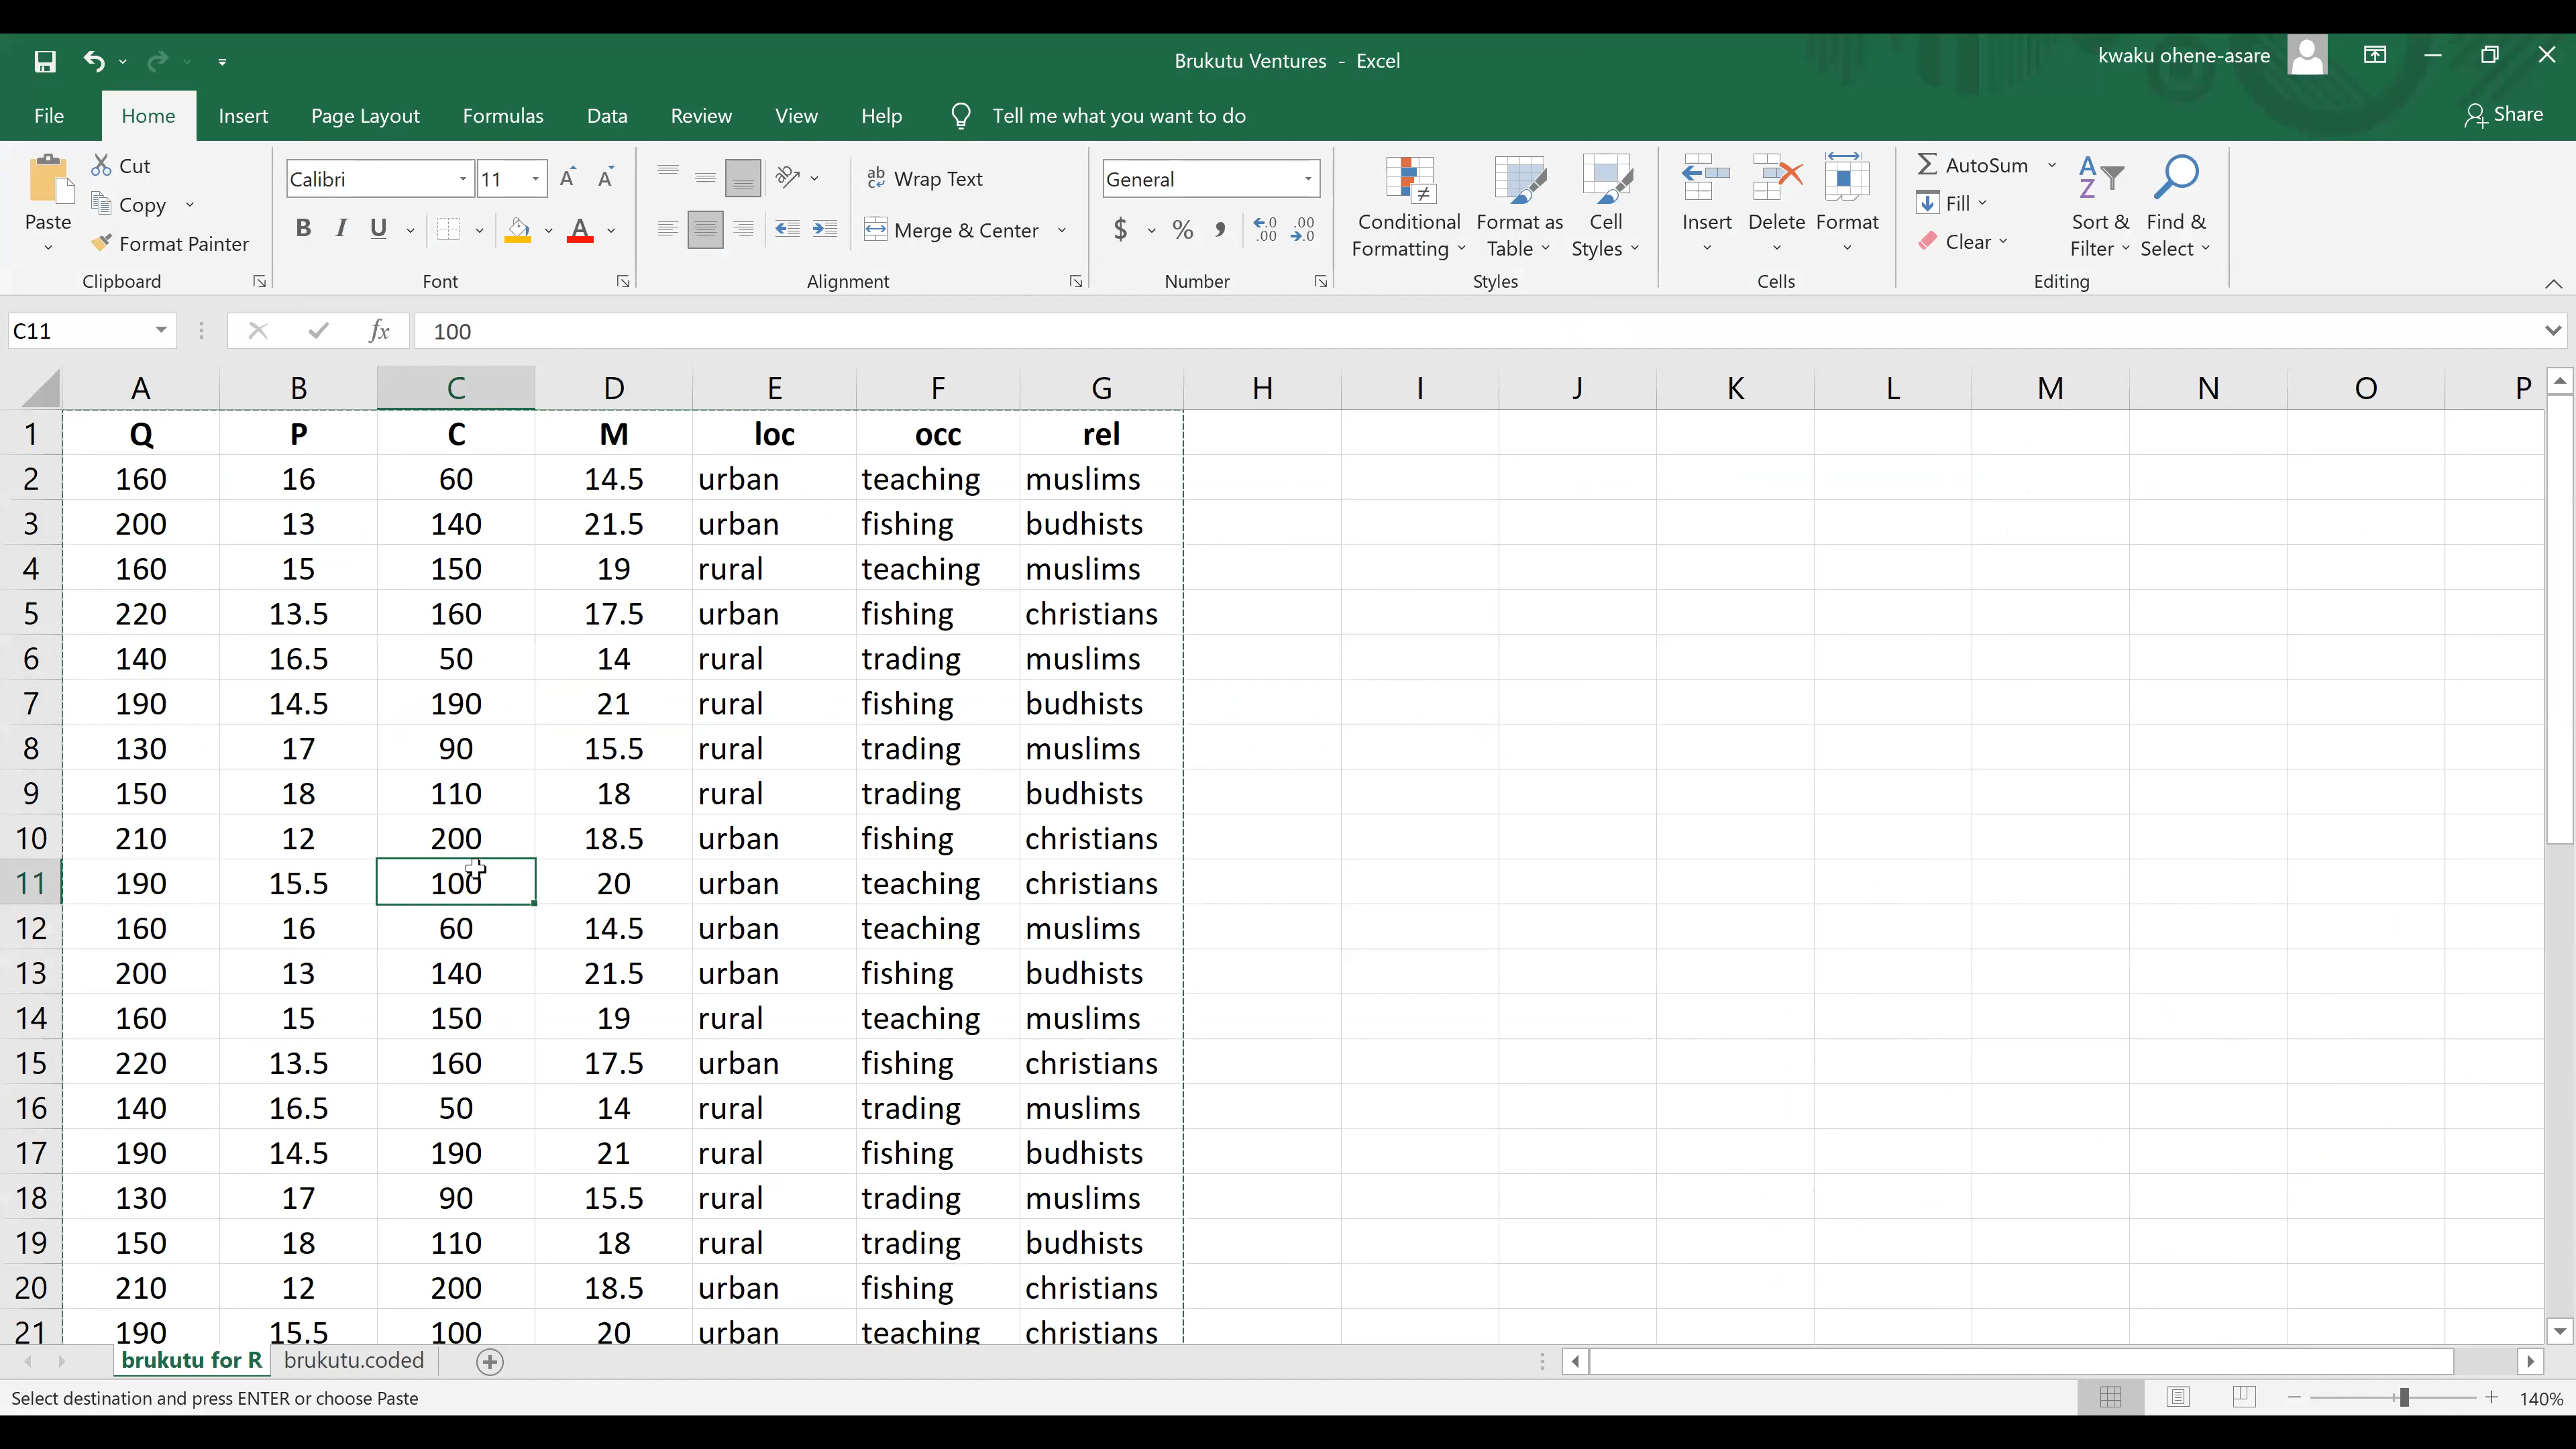 Brukutu Ventures - Excel
kwaku ohene-asare
File Home Insert Page Layout Formulas Data Review View Help Tell me what you want to do Share
Paste Cut Copy Format Painter Clipboard
Calibri 11 B I U A Font
Wrap Text Merge & Center Alignment
General $ % , Number
Conditional Formatting Format as Table Cell Styles Styles
Insert Delete Format Cells
AutoSum Fill Clear Sort & Filter Find & Select Editing
C11 fx 100
A B C D E F G H I J K L M N O P
1 Q P C M loc occ rel
2 160 16 60 14.5 urban teaching muslims
3 200 13 140 21.5 urban fishing budhists
4 160 15 150 19 rural teaching muslims
5 220 13.5 160 17.5 urban fishing christians
6 140 16.5 50 14 rural trading muslims
7 190 14.5 190 21 rural fishing budhists
8 130 17 90 15.5 rural trading muslims
9 150 18 110 18 rural trading budhists
10 210 12 200 18.5 urban fishing christians
11 190 15.5 100 20 urban teaching christians
12 160 16 60 14.5 urban teaching muslims
13 200 13 140 21.5 urban fishing budhists
14 160 15 150 19 rural teaching muslims
15 220 13.5 160 17.5 urban fishing christians
16 140 16.5 50 14 rural trading muslims
17 190 14.5 190 21 rural fishing budhists
18 130 17 90 15.5 rural trading muslims
19 150 18 110 18 rural trading budhists
20 210 12 200 18.5 urban fishing christians
21 190 15.5 100 20 urban teaching christians
brukutu for R brukutu.coded
Select destination and press ENTER or choose Paste 140%